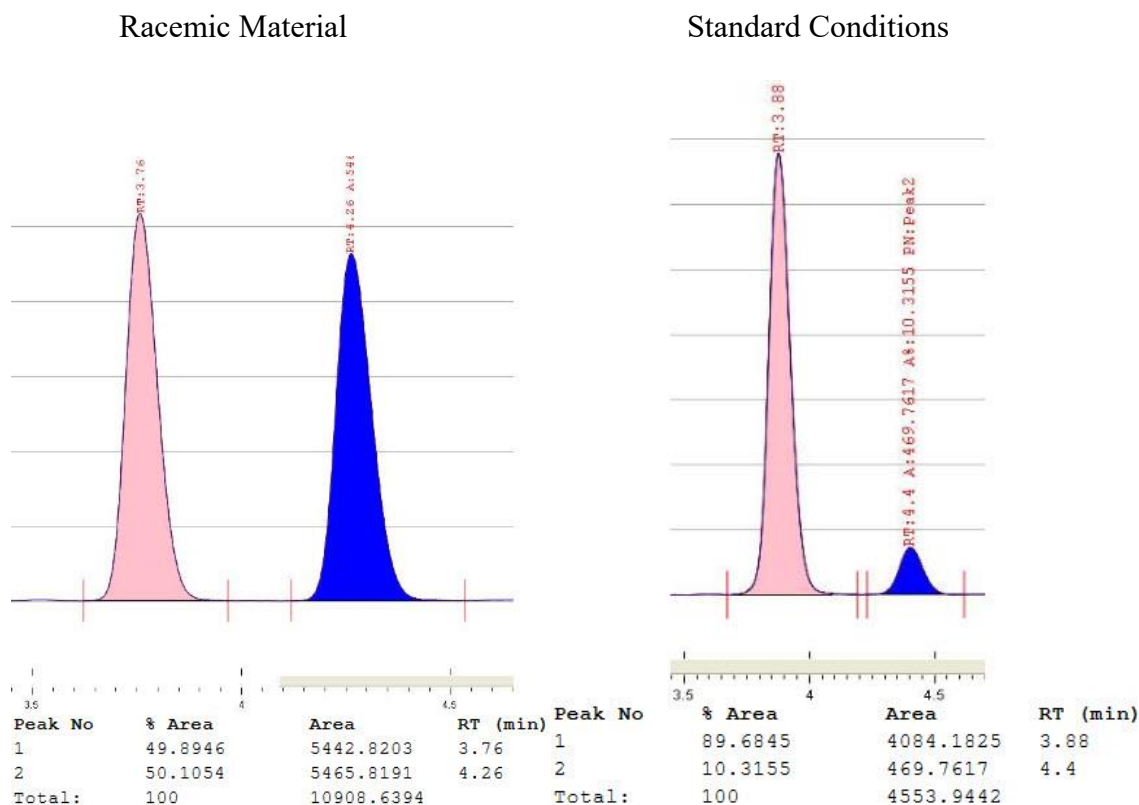 Racemic Material
RT:3.76
RT:4.26 A:546
3.5 4 4.5
Peak No % Area Area RT (min)
1 49.8946 5442.8203 3.76
2 50.1054 5465.8191 4.26
Total: 100 10908.6394
Standard Conditions
RT:3.88
RT:4.4 A:469.7617 A%:10.3155 PN:Peak2
3.5 4 4.5
Peak No % Area Area RT (min)
1 89.6845 4084.1825 3.88
2 10.3155 469.7617 4.4
Total: 100 4553.9442